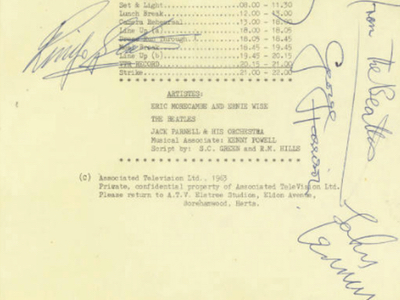 Set & Light ..................08.00 - 11.30
Lunch Break...................12.00 - 13.00
Camera Rehearsal..............13.00 - 18.00
Line Up (a)...................18.00 - 18.05
18.05 - 18.45
Break.........................18.45 - 19.45
Line Up (b)...................19.45 - 20.15
VTR RECORD....................20.15 - 21.00
Strike........................21.00 - 22.00
ARTISTES:
ERIC MORECAMBE AND ERNIE WISE
THE BEATLES
JACK PARNELL & HIS ORCHESTRA
Musical Associate: KENNY POWELL
Script by: S.C. GREEN and R.M. HILLS
(C) Associated Television Ltd., 1963
Private, confidential property of Associated TeleVision Ltd.
Please return to A.T.V. Elstree Studios, Eldon Avenue,
Borehamwood, Herts.
From The Beatles
George Harrison
John Lennon
Ringo Starr